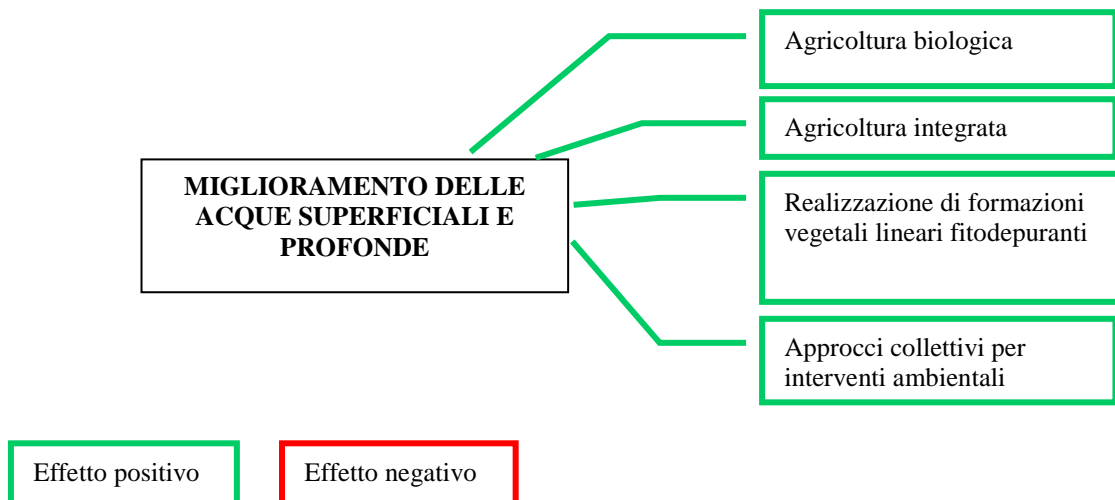 Agricoltura biologica
Agricoltura integrata
MIGLIORAMENTO DELLE
ACQUE SUPERFICIALI E
PROFONDE
Realizzazione di formazioni
vegetali lineari fitodepuranti
Approcci collettivi per
interventi ambientali
Effetto positivo
Effetto negativo